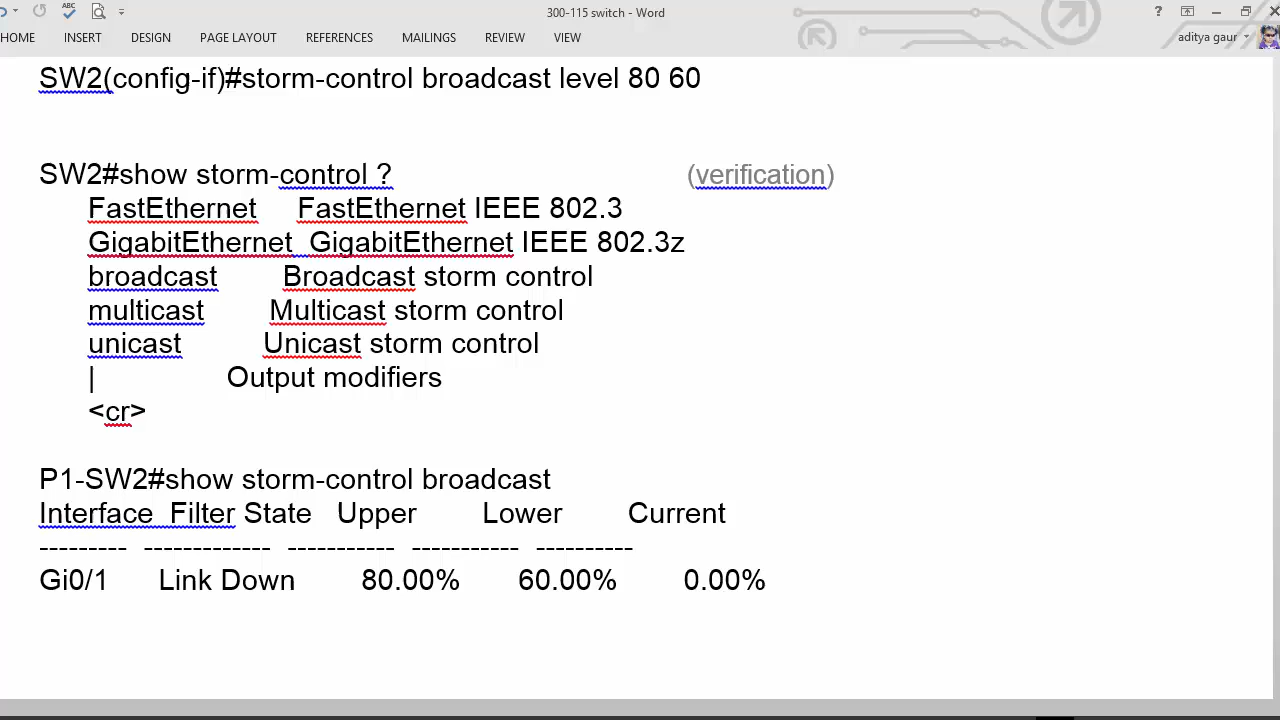 300-115 switch - Word
HOME INSERT DESIGN PAGE LAYOUT REFERENCES MAILINGS REVIEW VIEW aditya gaur
SW2(config-if)#storm-control broadcast level 80 60
SW2#show storm-control ? (verification)
FastEthernet FastEthernet IEEE 802.3
GigabitEthernet GigabitEthernet IEEE 802.3z
broadcast Broadcast storm control
multicast Multicast storm control
unicast Unicast storm control
| Output modifiers
<cr>
P1-SW2#show storm-control broadcast
Interface Filter State Upper Lower Current
--------- ------------- ----------- ----------- ----------
Gi0/1 Link Down 80.00% 60.00% 0.00%